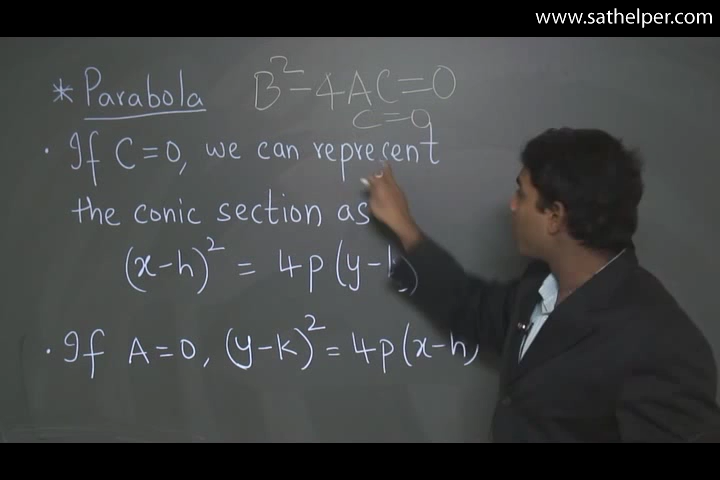 www.sathelper.com
* Parabola B²-4AC=0
C=0
· If C=0, we can reprecent
the conic section as
(x-h)² = 4p(y-k)
· If A=0, (y-k)² = 4p(x-h)